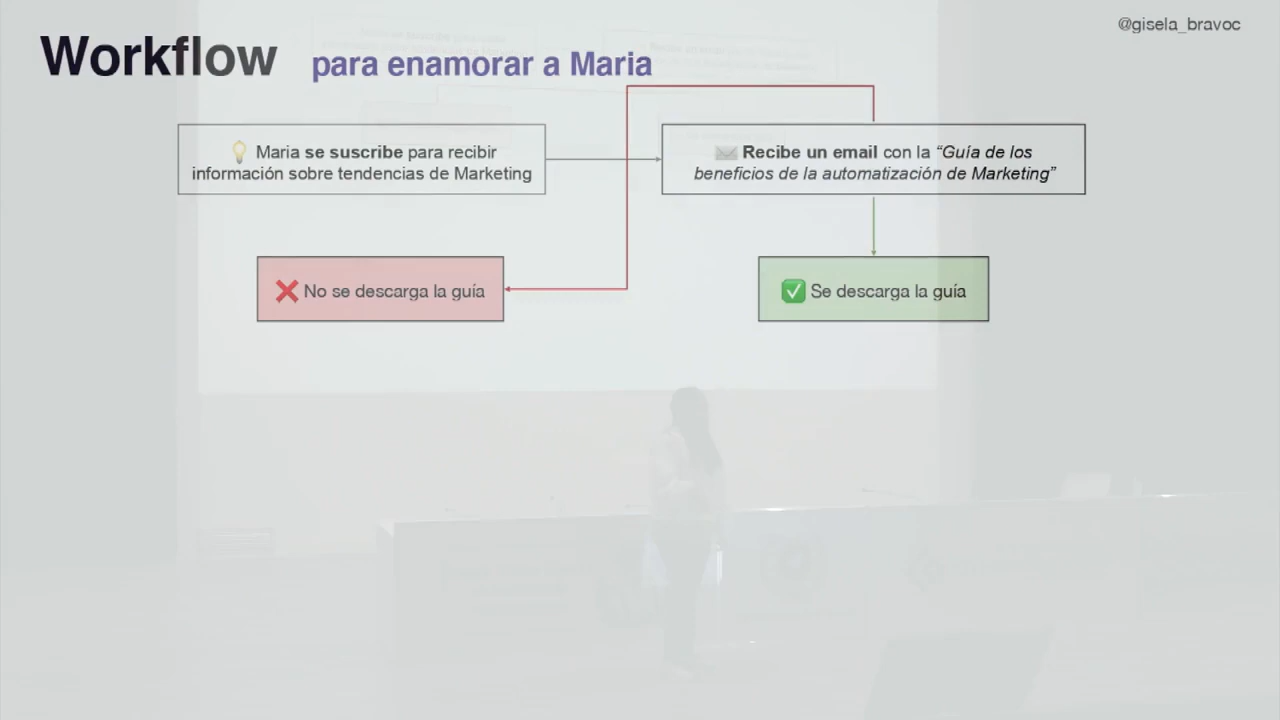 @gisela_bravoc
Workflow para enamorar a Maria
💡 Maria se suscribe para recibir
información sobre tendencias de Marketing
✉️ Recibe un email con la “Guía de los
beneficios de la automatización de Marketing”
❌ No se descarga la guía
✅ Se descarga la guía